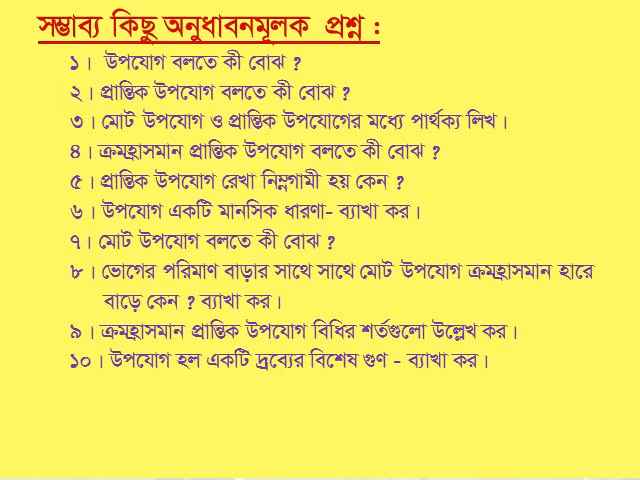 সম্ভাব্য কিছু অনুধাবনমূলক প্রশ্ন :
১। উপযোগ বলতে কী বোঝ ?
২। প্রান্তিক উপযোগ বলতে কী বোঝ ?
৩। মোট উপযোগ ও প্রান্তিক উপযোগের মধ্যে পার্থক্য লিখ।
৪। ক্রমহ্রাসমান প্রান্তিক উপযোগ বলতে কী বোঝ ?
৫। প্রান্তিক উপযোগ রেখা নিম্নগামী হয় কেন ?
৬। উপযোগ একটি মানসিক ধারণা- ব্যাখা কর।
৭। মোট উপযোগ বলতে কী বোঝ ?
৮। ভোগের পরিমাণ বাড়ার সাথে সাথে মোট উপযোগ ক্রমহ্রাসমান হারে
বাড়ে কেন ? ব্যাখা কর।
৯। ক্রমহ্রাসমান প্রান্তিক উপযোগ বিধির শর্তগুলো উল্লেখ কর।
১০। উপযোগ হল একটি দ্রব্যের বিশেষ গুণ - ব্যাখা কর।